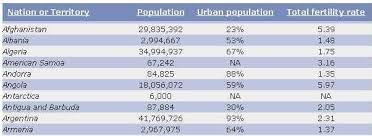 Nation or Territory Population Urban population Total fertility rate
Afghanistan 29,835,392 23% 5.39
Albania 2,994,667 53% 1.48
Algeria 34,994,937 67% 1.75
American Samoa 67,242 NA 3.16
Andorra 84,825 88% 1.35
Angola 18,056,072 59% 5.97
Antarctica 6,000 NA NA
Antigua and Barbuda 87,884 30% 2.05
Argentina 41,769,726 93% 2.31
Armenia 2,967,975 64% 1.37